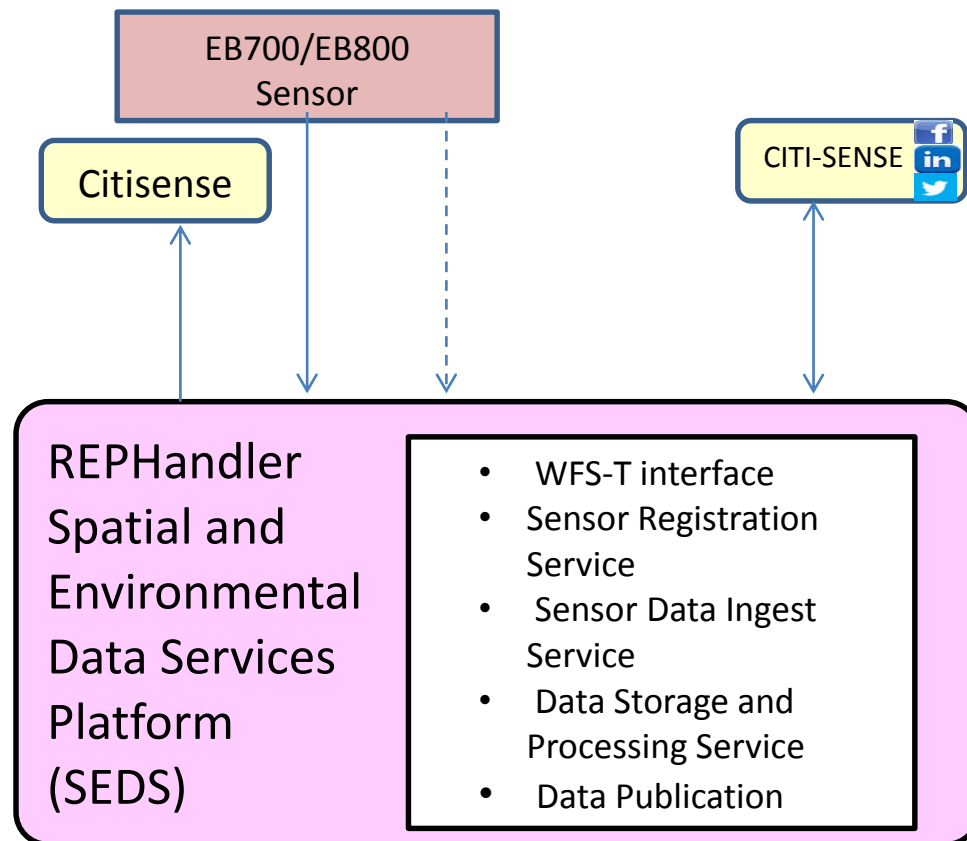 EB700/EB800
Sensor
Citisense
CITI-SENSE
f
in
REPHandler
Spatial and
Environmental
Data Services
Platform
(SEDS)
• WFS-T interface
• Sensor Registration
Service
• Sensor Data Ingest
Service
• Data Storage and
Processing Service
• Data Publication